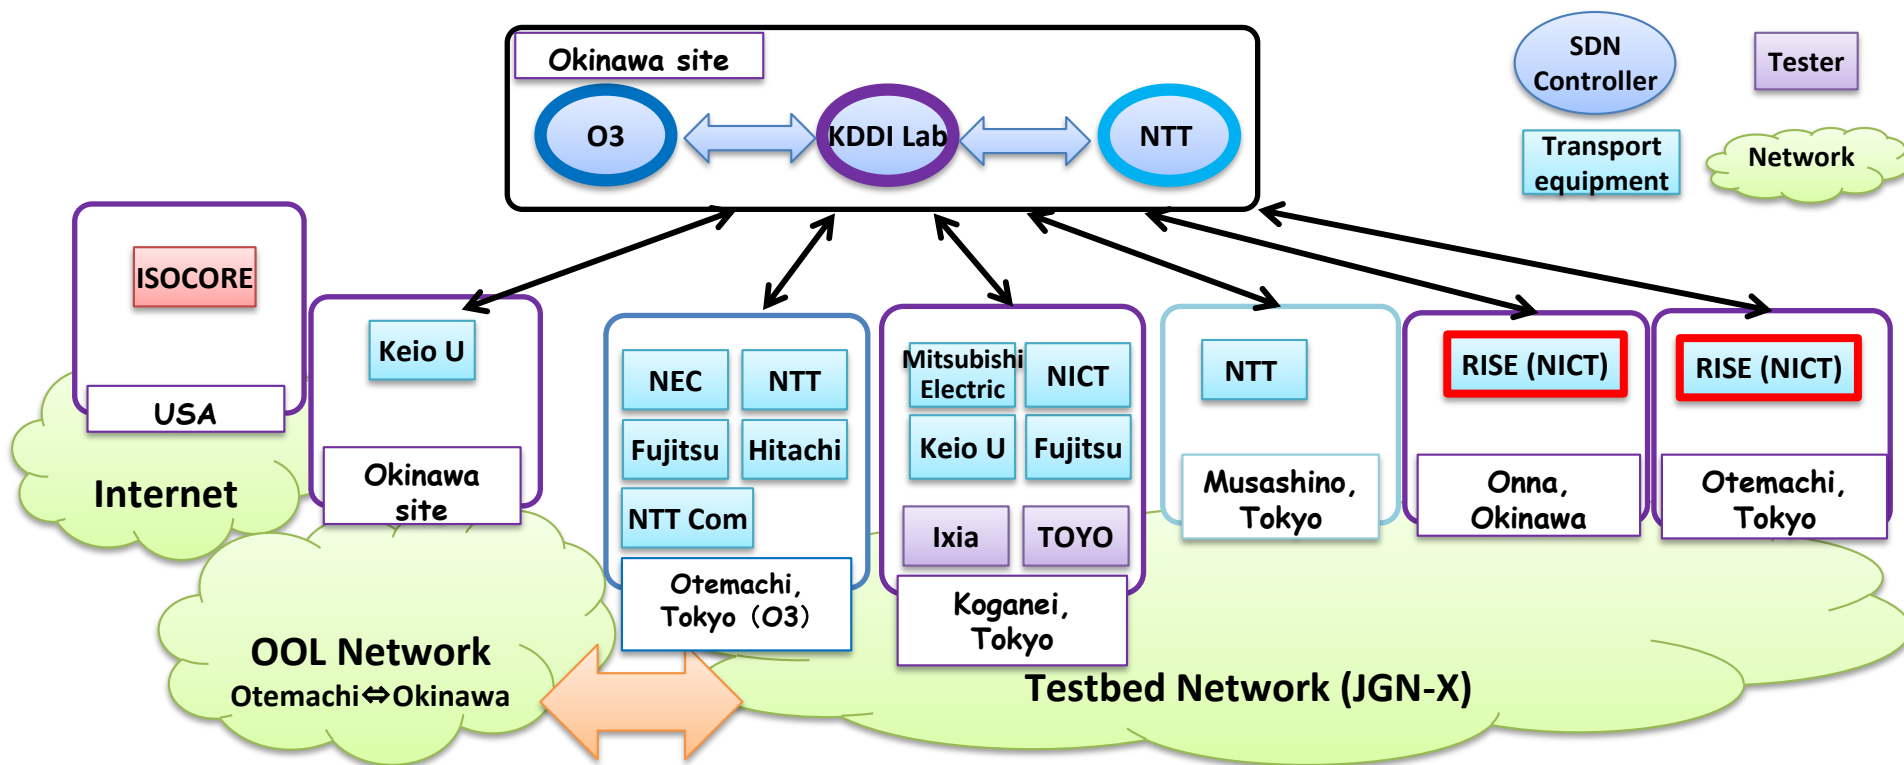 Okinawa site
O3
KDDI Lab
NTT
SDN
Controller
Tester
Transport
equipment
Network
ISOCORE
USA
Internet
Keio U
Okinawa
site
NEC
NTT
Fujitsu
Hitachi
NTT Com
Otemachi,
Tokyo（O3）
Mitsubishi
Electric
NICT
Keio U
Fujitsu
Ixia
TOYO
Koganei,
Tokyo
NTT
Musashino,
Tokyo
RISE (NICT)
Onna,
Okinawa
RISE (NICT)
Otemachi,
Tokyo
OOL Network
Otemachi⇔Okinawa
Testbed Network (JGN-X)